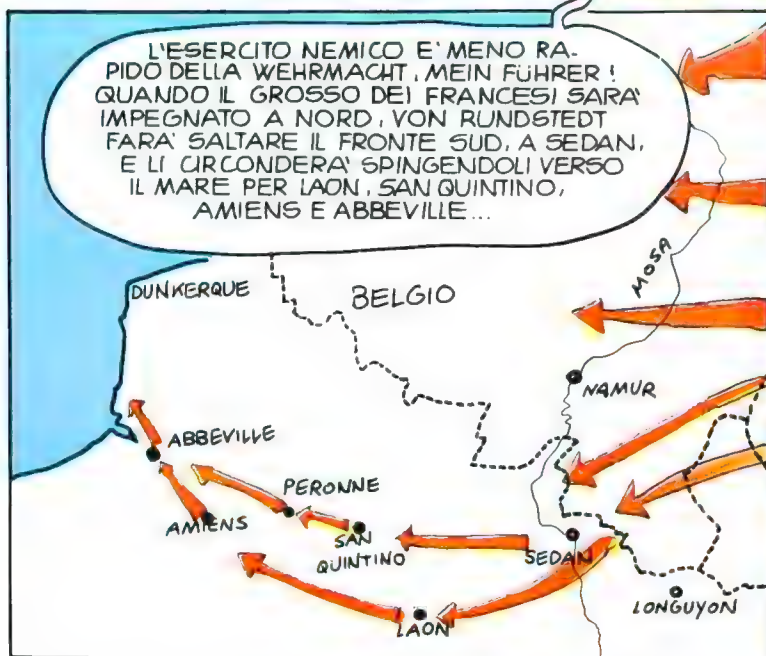 L'ESERCITO NEMICO E' MENO RA-
PIDO DELLA WEHRMACHT, MEIN FÜHRER!
QUANDO IL GROSSO DEI FRANCESI SARA'
IMPEGNATO A NORD, VON RUNDSTEDT
FARA' SALTARE IL FRONTE SUD, A SEDAN,
E LI CIRCONDERA' SPINGENDOLI VERSO
IL MARE PER LAON, SAN QUINTINO,
AMIENS E ABBEVILLE...
MOSA
DUNKERQUE
BELGIO
NAMUR
ABBEVILLE
PERONNE
AMIENS
SAN
QUINTINO
SEDAN
LONGUYON
LAON